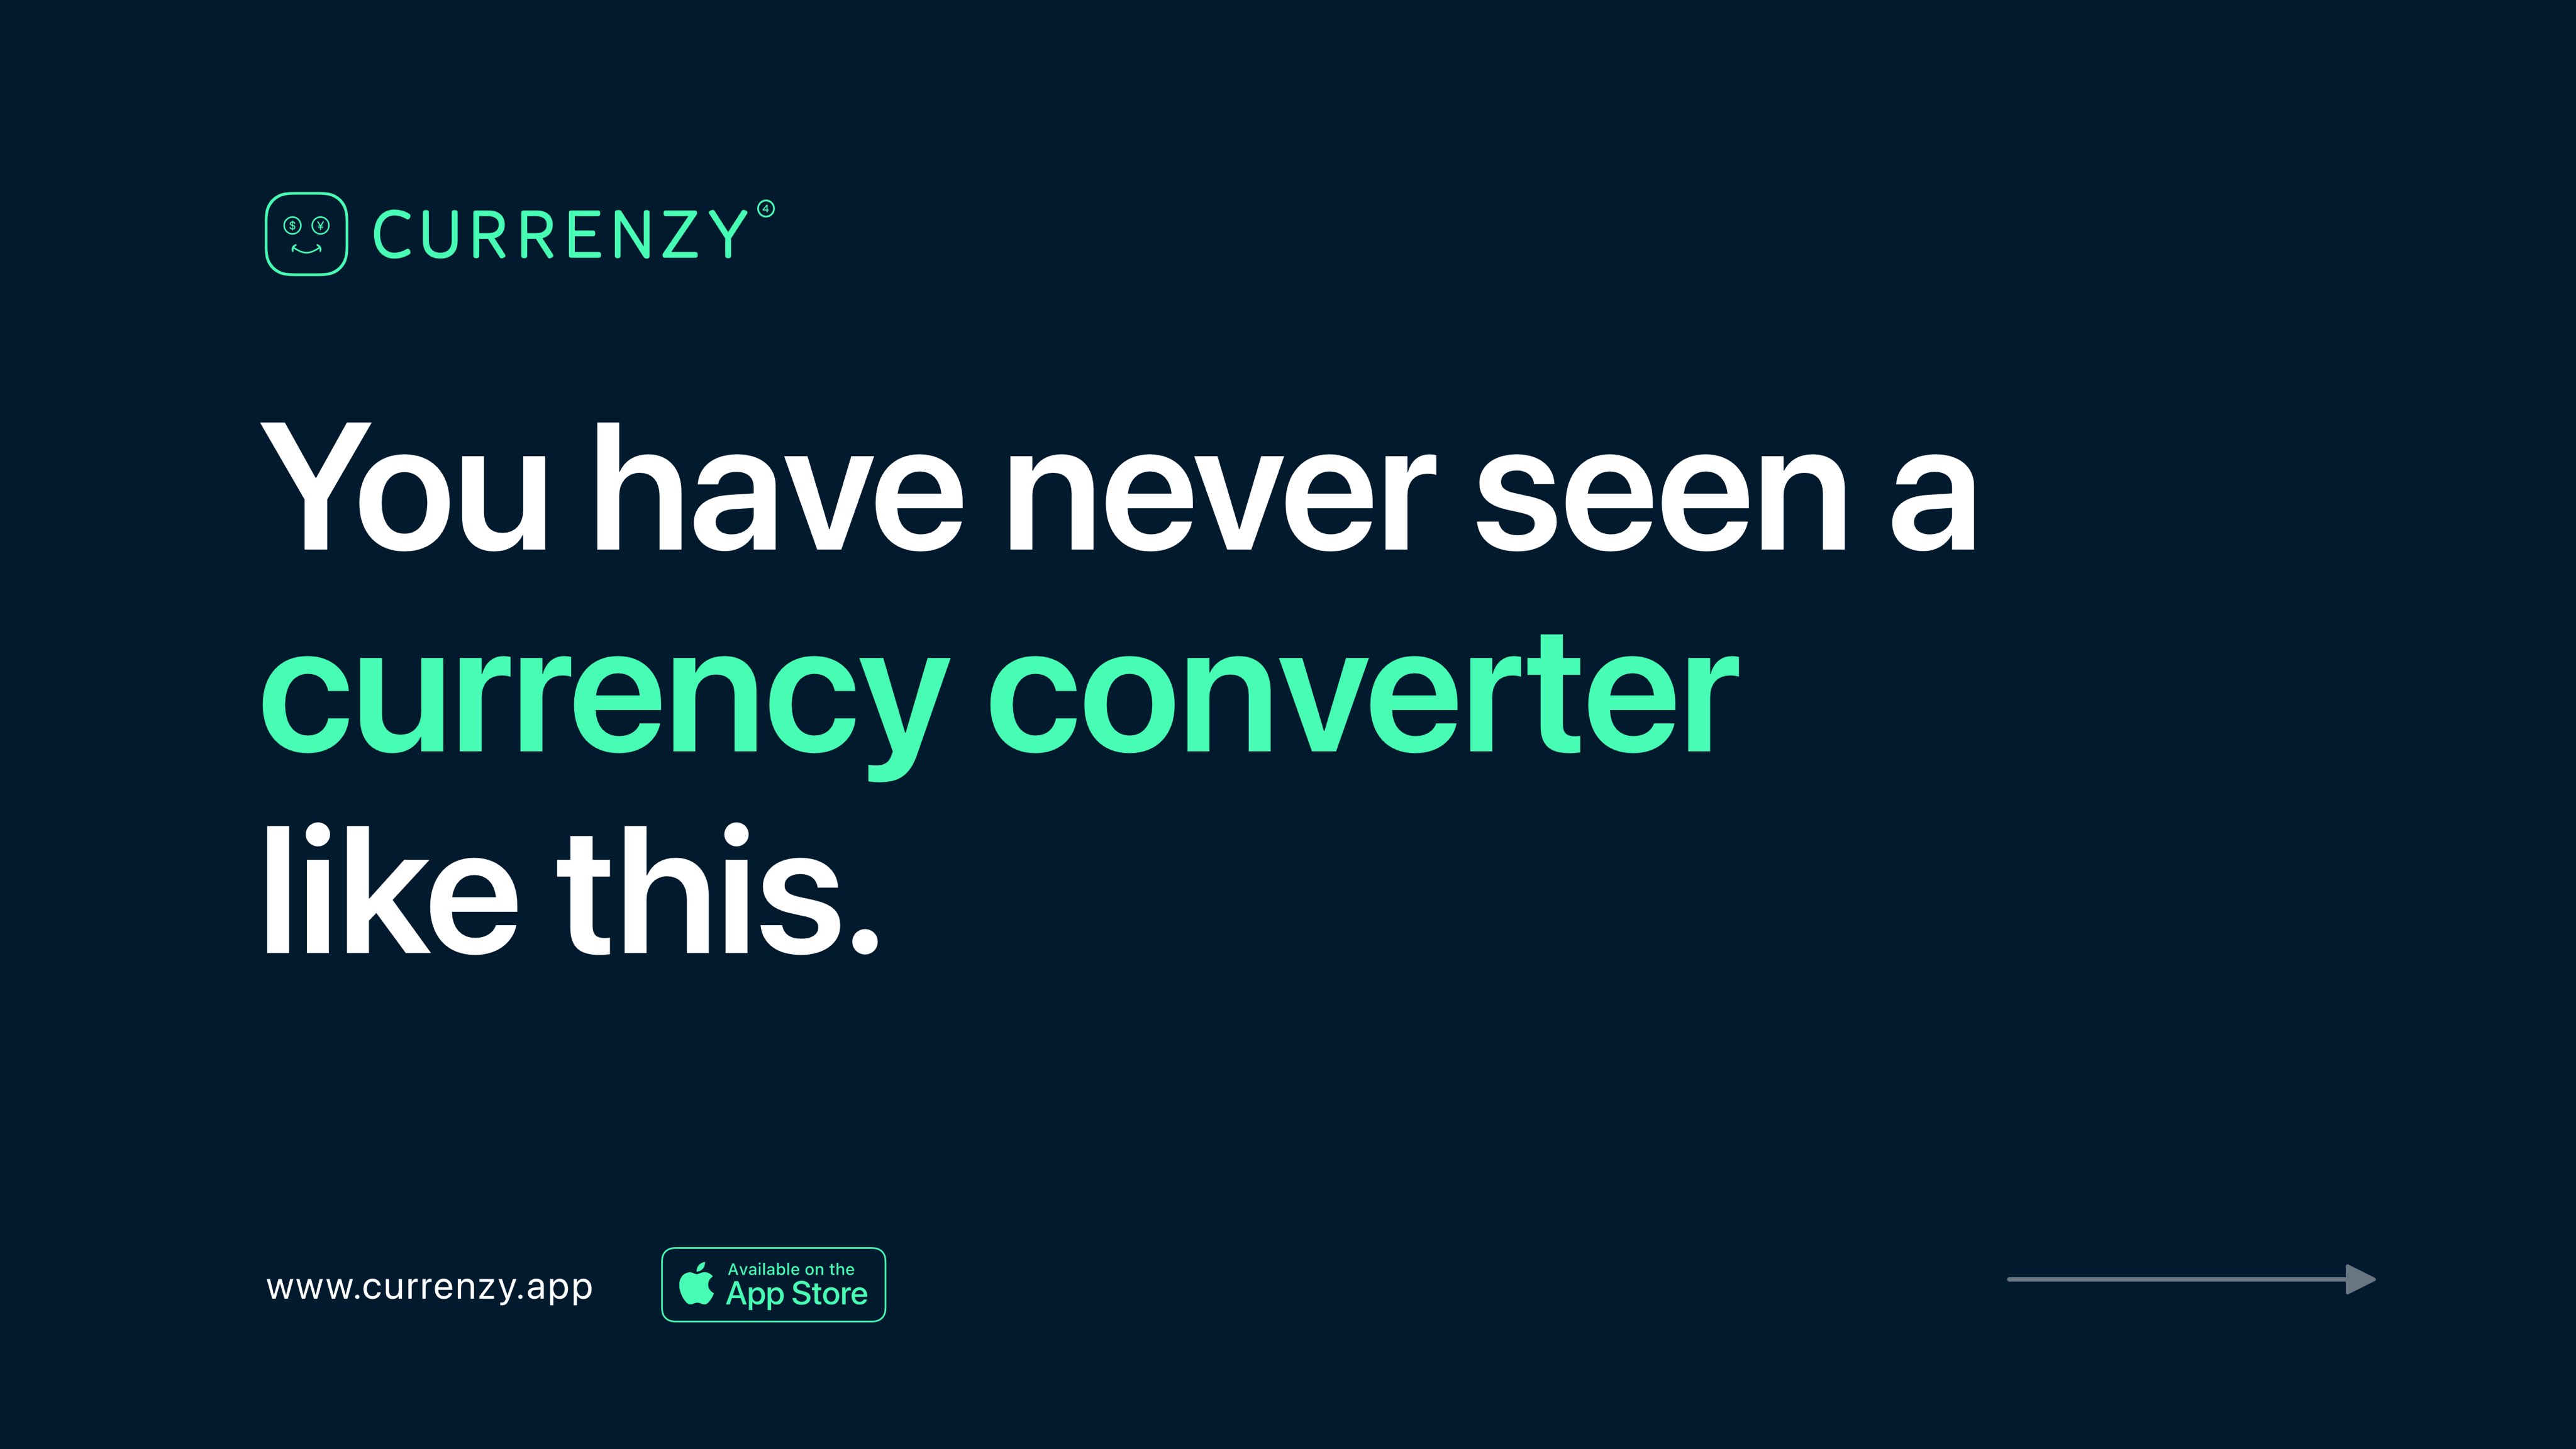 $ ¥ CURRENZY 4
You have never seen a
currency converter
like this.
www.currenzy.app
Available on the
App Store